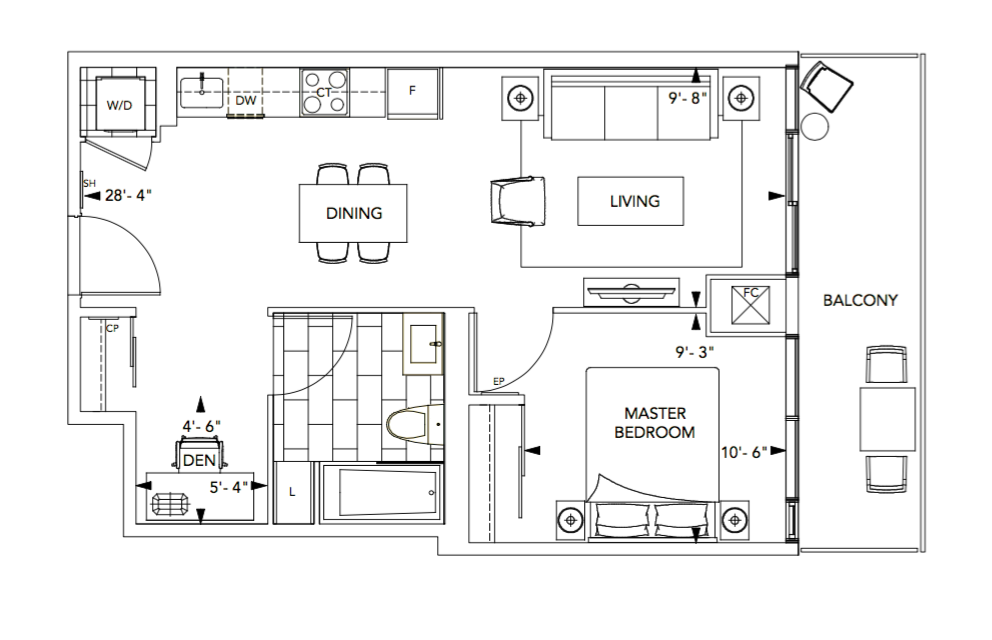 W/D
DW
CT
F
9'- 8"
SH
28'- 4"
DINING
LIVING
FC
BALCONY
CP
9'- 3"
EP
4'- 6"
MASTER
BEDROOM
DEN
10'- 6"
5'- 4"
L